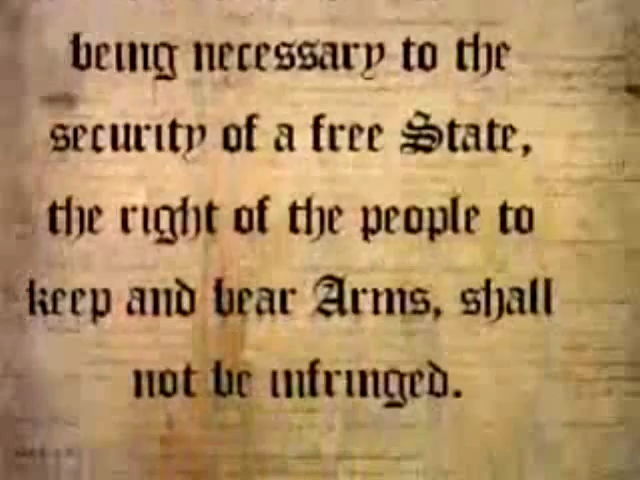 being necessary to the
security of a free State,
the right of the people to
keep and bear Arms, shall
not be infringed.